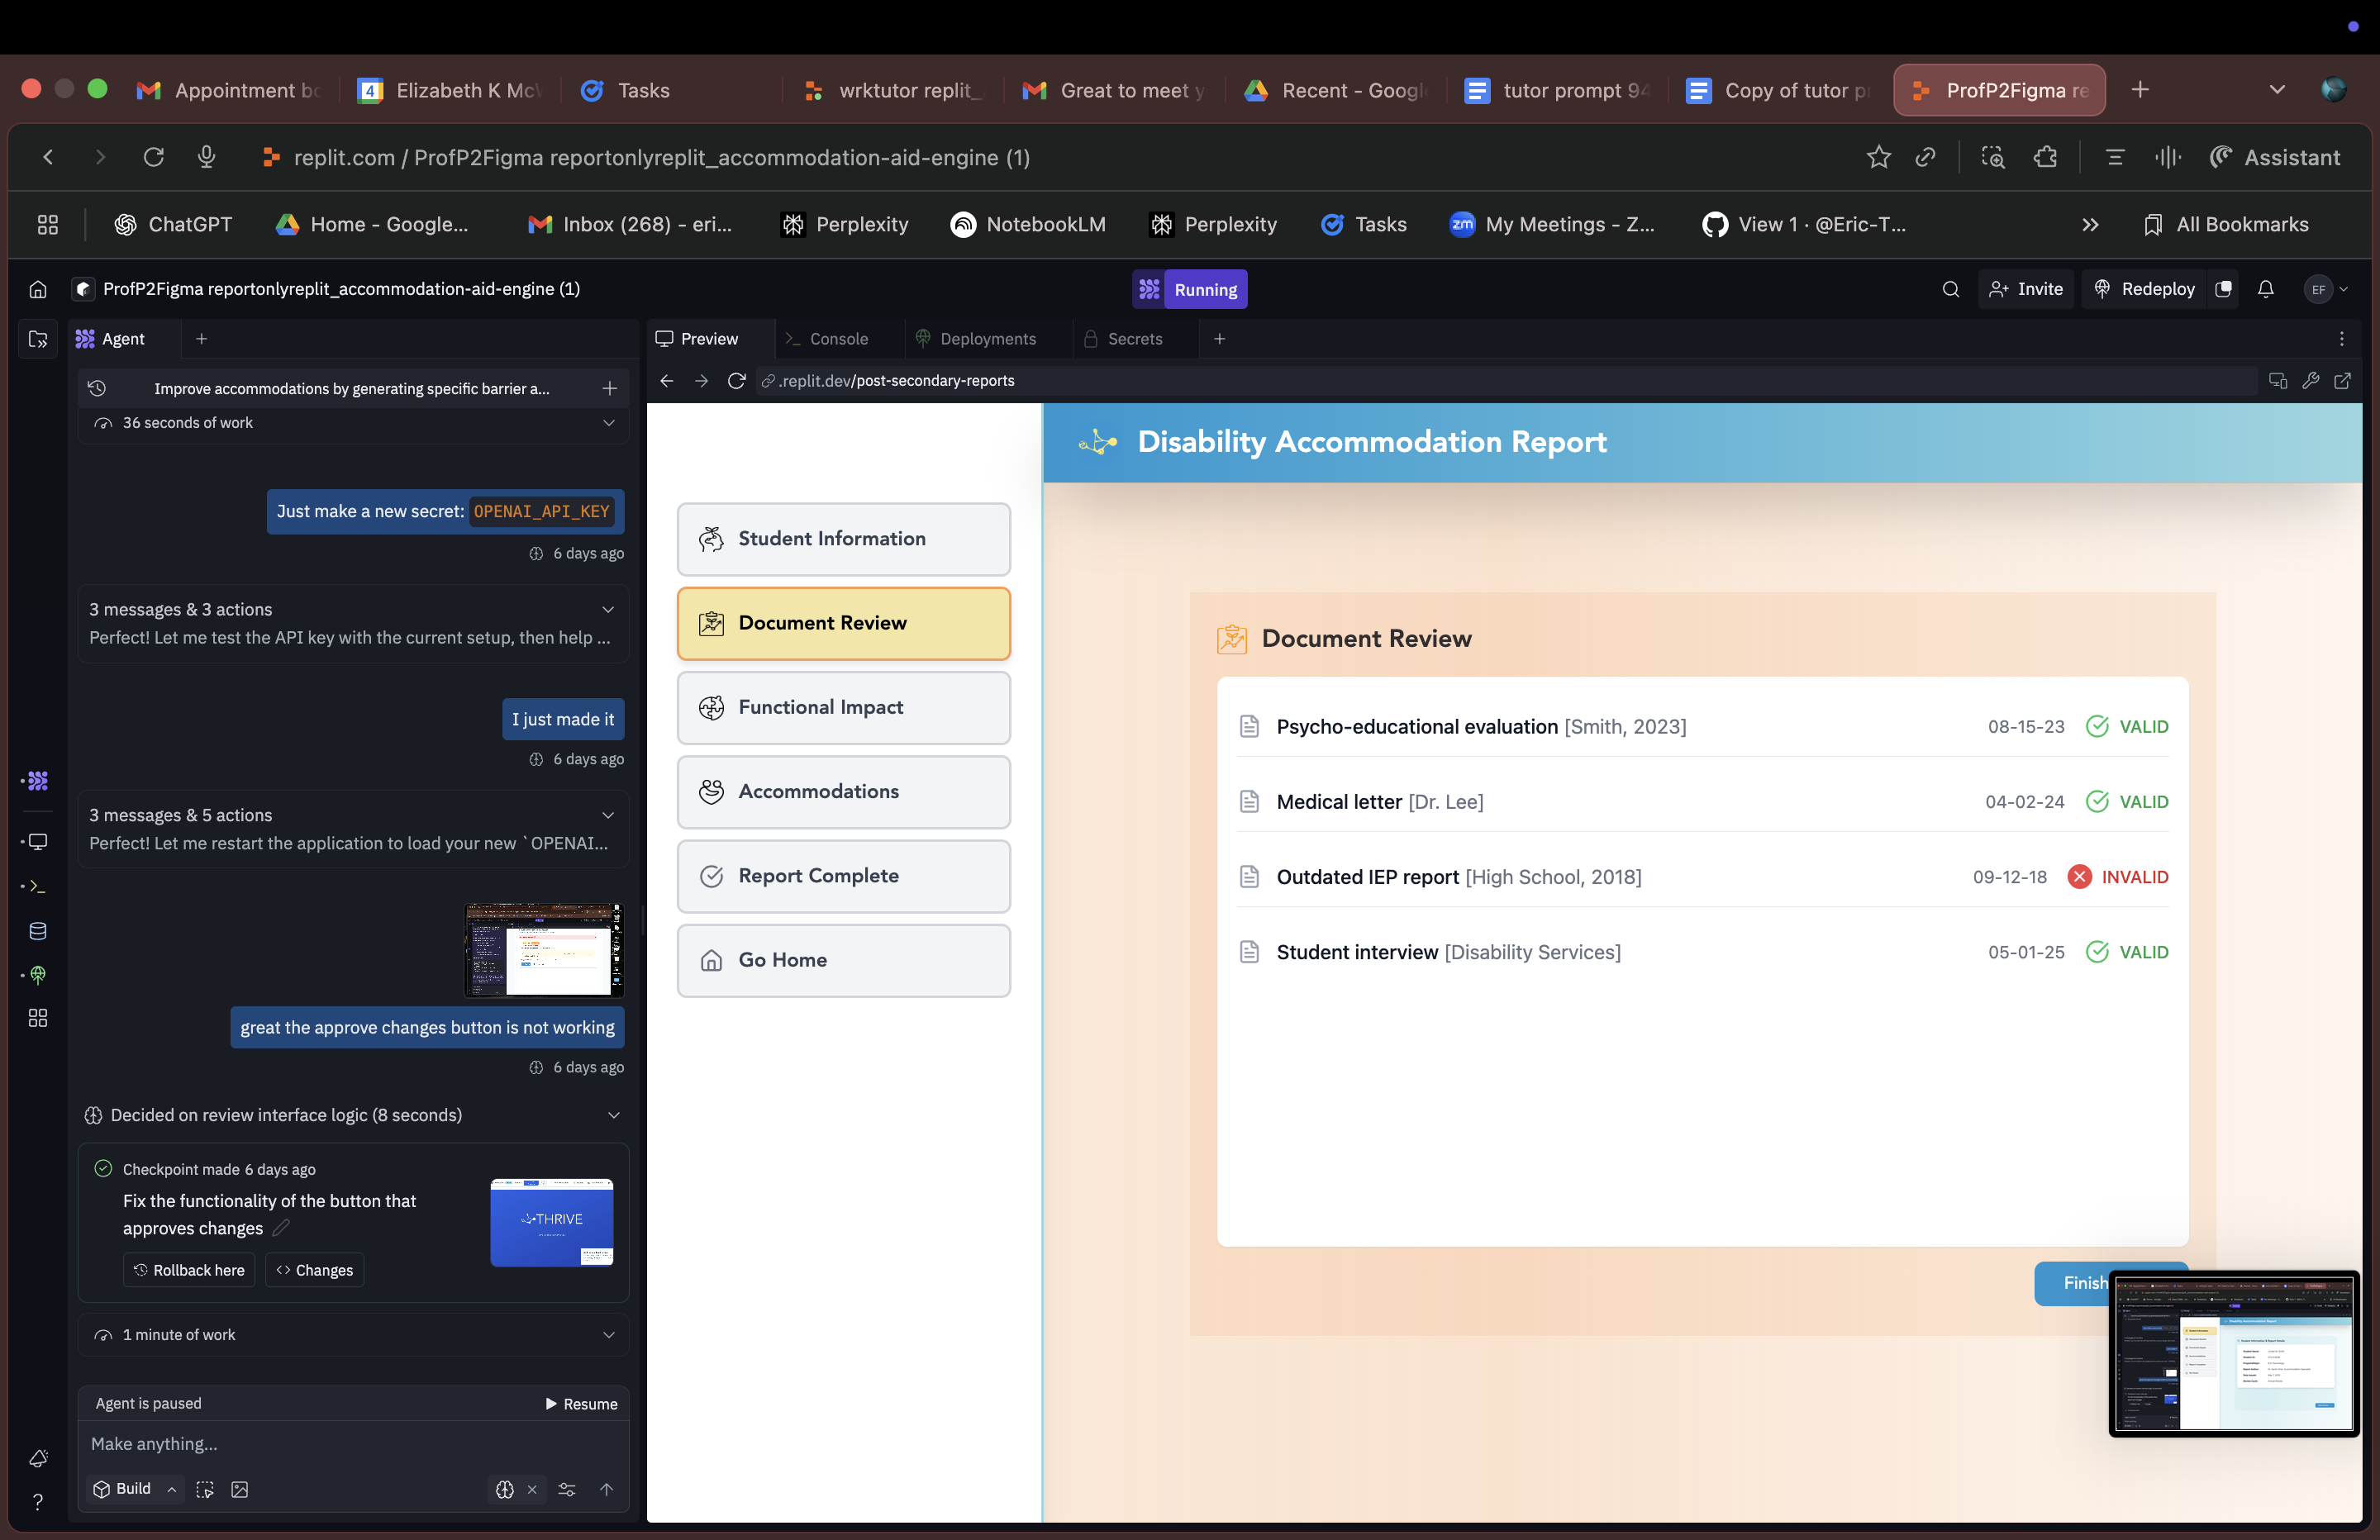 Appointment bo
4 Elizabeth K McV
Tasks
wrktutor replit_
Great to meet y
Recent - Googl
tutor prompt 94
Copy of tutor p
ProfP2Figma re
replit.com / ProfP2Figma reportonlyreplit_accommodation-aid-engine (1)
Assistant
ChatGPT
Home - Google...
Inbox (268) - eri...
Perplexity
NotebookLM
Perplexity
Tasks
zm My Meetings - Z...
View 1 · @Eric-T...
All Bookmarks
ProfP2Figma reportonlyreplit_accommodation-aid-engine (1)
Running
Invite
Redeploy
EF
Agent
Preview
Console
Deployments
Secrets
.replit.dev/post-secondary-reports
Improve accommodations by generating specific barrier a...
36 seconds of work
Just make a new secret: OPENAI_API_KEY
6 days ago
3 messages & 3 actions
Perfect! Let me test the API key with the current setup, then help ...
I just made it
6 days ago
3 messages & 5 actions
Perfect! Let me restart the application to load your new `OPENAI...
great the approve changes button is not working
6 days ago
Decided on review interface logic (8 seconds)
Checkpoint made 6 days ago
Fix the functionality of the button that
approves changes
THRIVE
Rollback here
Changes
1 minute of work
Agent is paused
Resume
Make anything...
Build
Disability Accommodation Report
Student Information
Document Review
Functional Impact
Accommodations
Report Complete
Go Home
Document Review
Psycho-educational evaluation [Smith, 2023] 08-15-23 VALID
Medical letter [Dr. Lee] 04-02-24 VALID
Outdated IEP report [High School, 2018] 09-12-18 INVALID
Student interview [Disability Services] 05-01-25 VALID
Finish